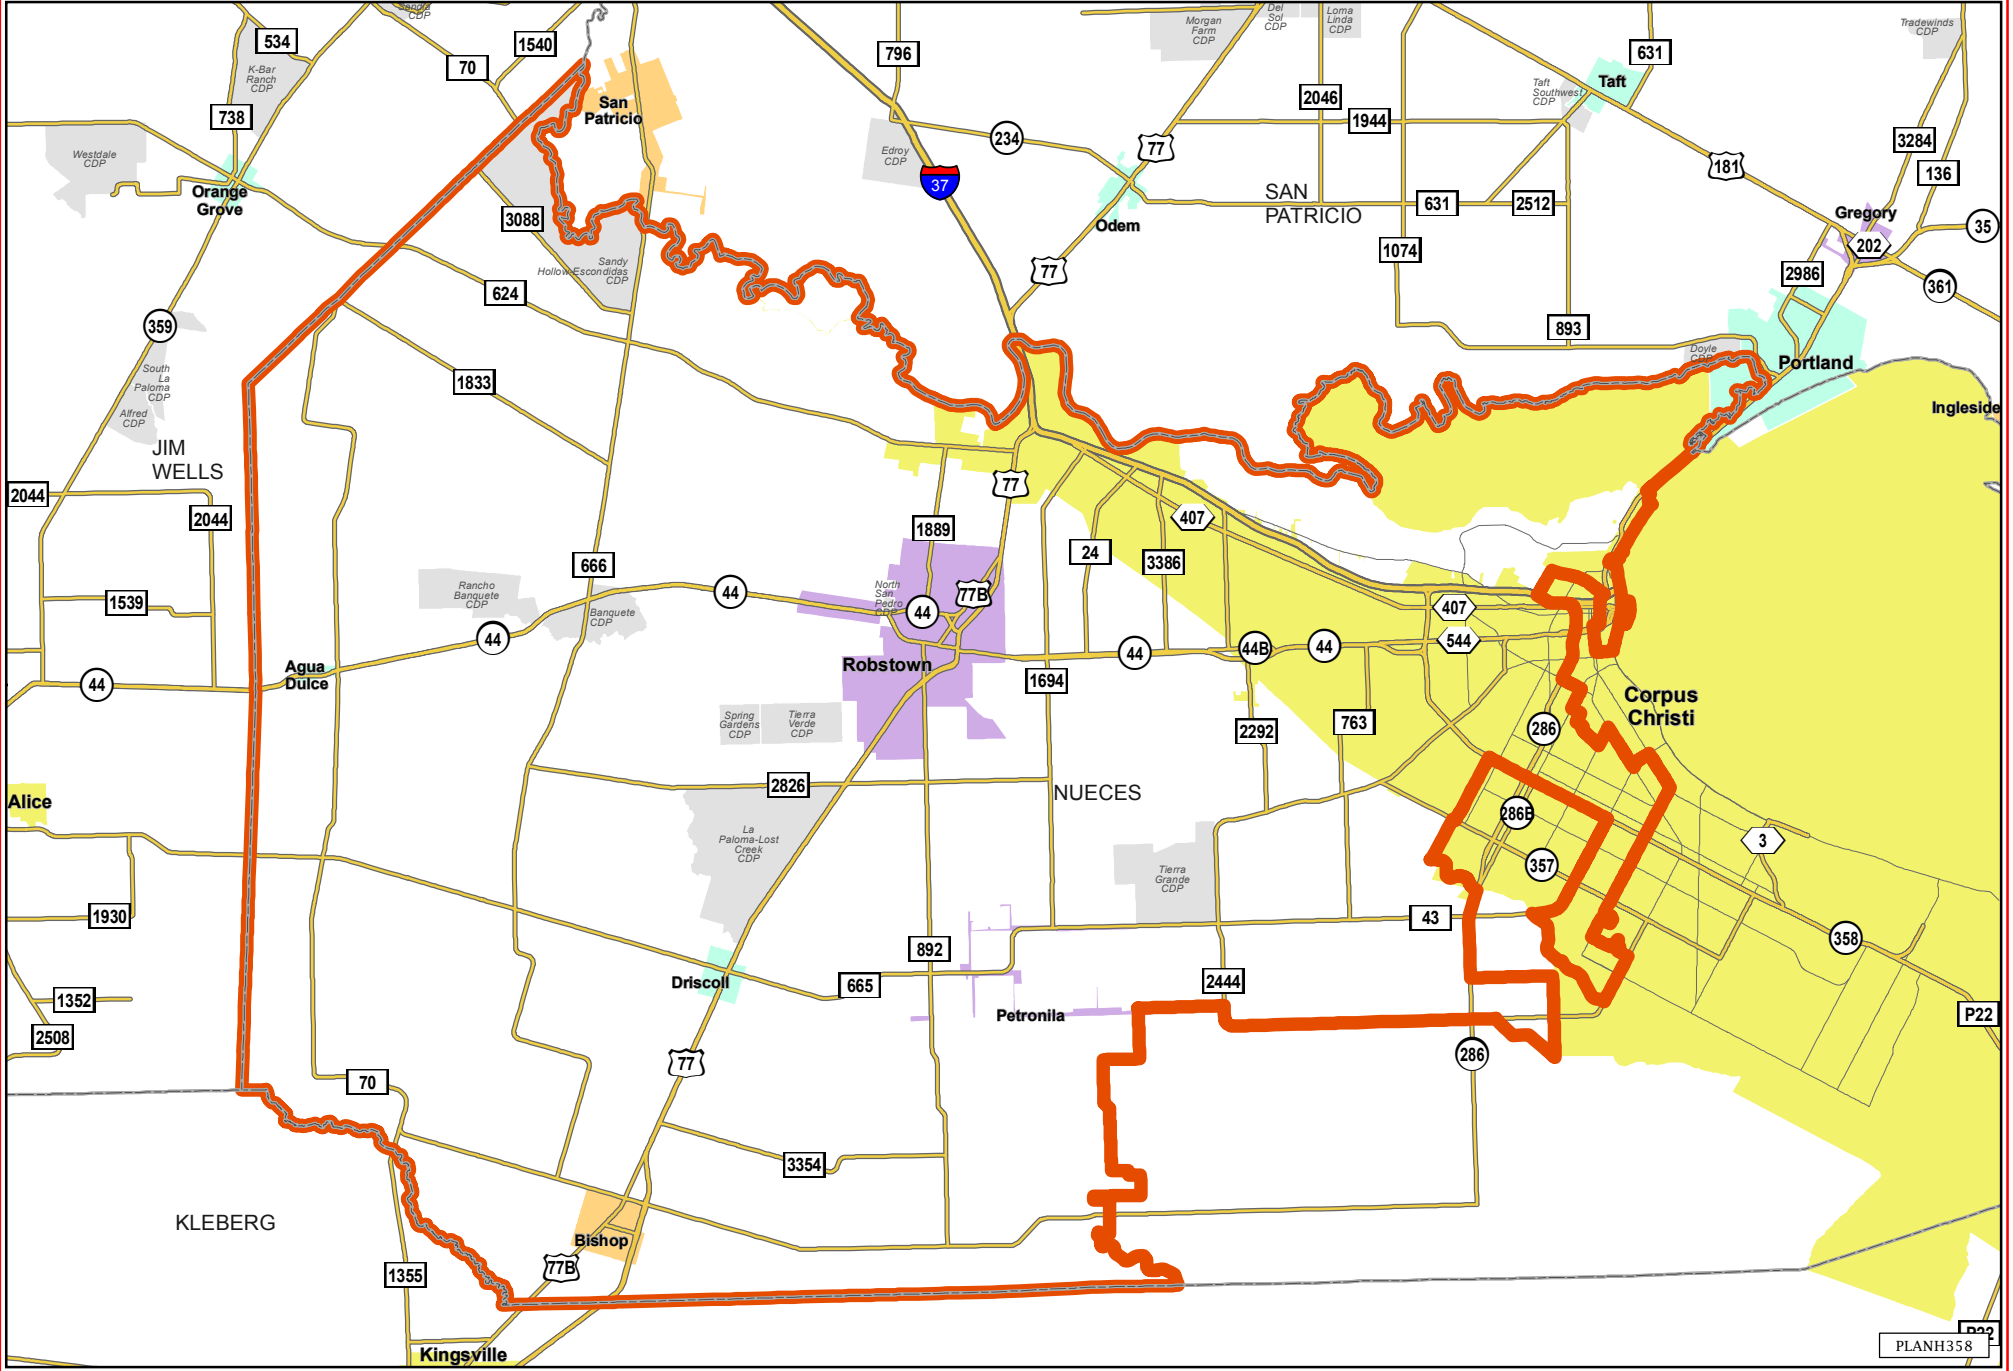 Sandia
CDP
534
K-Bar
Ranch
CDP
70
1540
796
Morgan
Farm
CDP
Del
Sol
CDP
Loma
Linda
CDP
631
Tradewinds
CDP
738
San
Patricio
2046
Taft
Southwest
CDP
Taft
1944
Westdale
CDP
Edroy
CDP
234
77
181
3284
136
37
Orange
Grove
3088
Odem
SAN
PATRICIO
631
2512
Gregory
202
35
1074
Sandy
Hollow-Escondidas
CDP
77
2986
361
624
359
893
Doyle
CDP
Portland
South
La
Paloma
CDP
1833
Alfred
CDP
Ingleside
JIM
WELLS
2044
2044
77
407
1889
24
3386
666
Rancho
Banquete
CDP
Banquete
CDP
44
North
San
Pedro
CDP
77B
44
1539
407
44
544
Robstown
44
44B
44
Agua
Dulce
44
1694
Corpus
Christi
Spring
Gardens
CDP
Tierra
Verde
CDP
2292
763
286
2826
NUECES
Alice
286B
La
Paloma-Lost
Creek
CDP
3
357
Tierra
Grande
CDP
1930
43
892
358
Driscoll
665
2444
1352
2508
Petronila
P22
77
286
70
3354
KLEBERG
Bishop
77B
1355
Kingsville
P22
PLANH358